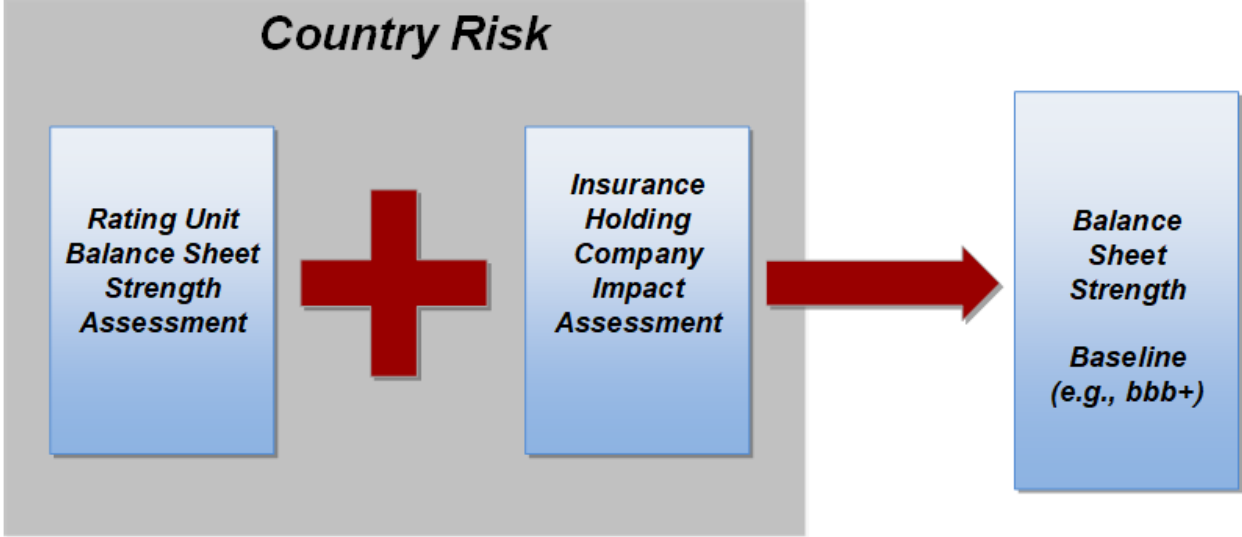 Country Risk
Rating Unit
Balance Sheet
Strength
Assessment
Insurance
Holding
Company
Impact
Assessment
Balance
Sheet
Strength
Baseline
(e.g., bbb+)